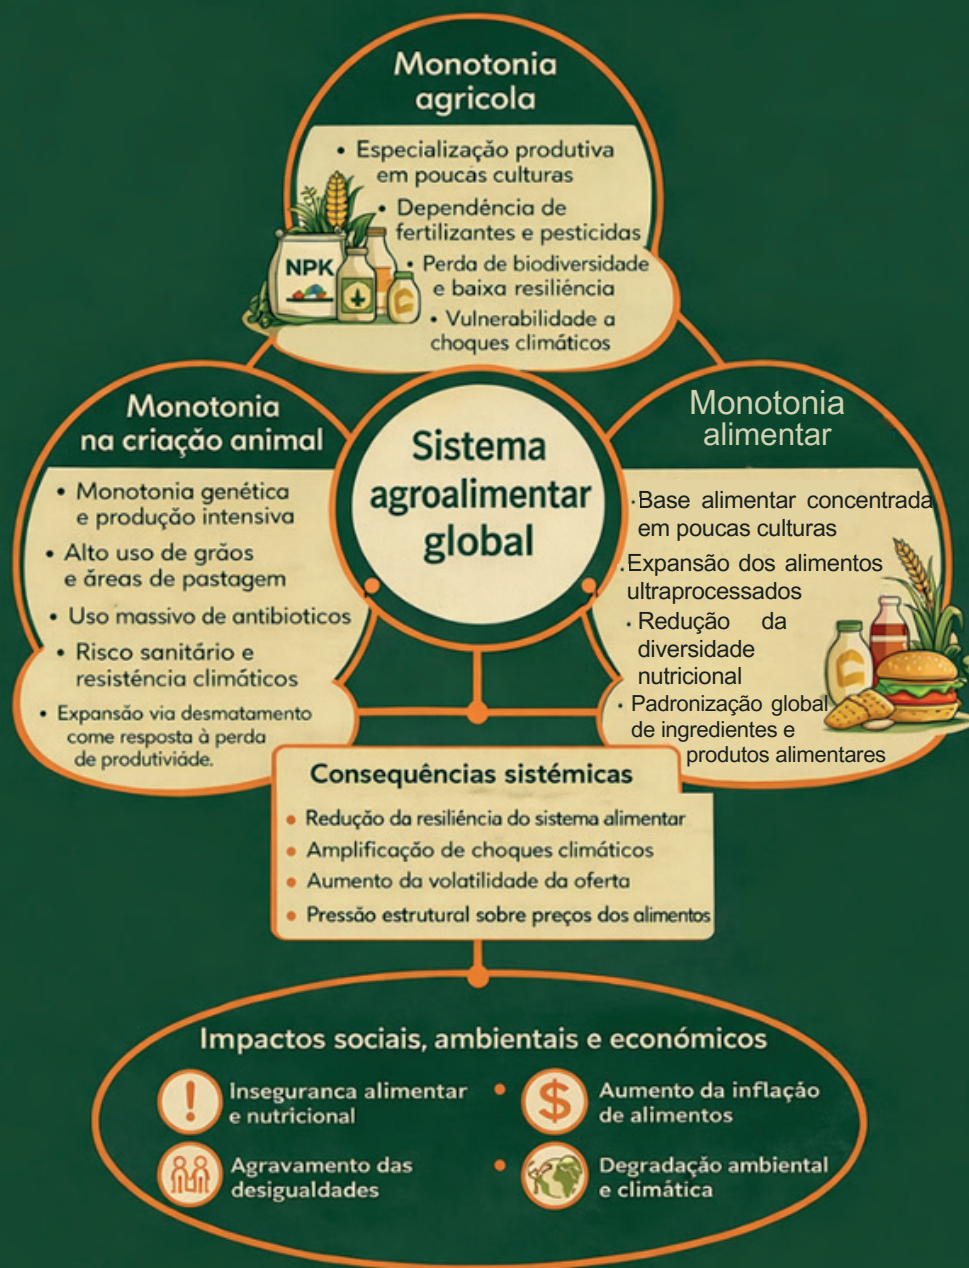 Monotonia
agricola
• Especialização produtiva
em poucas culturas
• Dependéncia de
fertilizantes e pesticidas
• Perda de biodiversidade
e baixa resiliéncia
• Vulnerabilidade a
choques climáticos
NPK
Monotonia
na criação animal
• Monotonia genética
e produção intensiva
• Alto uso de grãos
e áreas de pastagem
• Uso massivo de antibioticos
• Risco sanitário e
resisténcia climáticos
• Expansão via desmatamento
como resposta à perda
de produtiviáde.
Sistema
agroalimentar
global
Monotonia
alimentar
· Base alimentar concentrada
em poucas culturas
. Expansão dos alimentos
ultraprocessados
· Redução da
diversidade
nutricional
· Padronização global
de ingredientes e
produtos alimentares
Consequências sistémicas
• Redução da resiliéncia do sistema alimentar
• Amplificação de choques climáticos
• Aumento da volatilidade da oferta
• Pressão estrutural sobre preços dos alimentos
Impactos sociais, ambientais e económicos
! Inseguranca alimentar
e nutricional
• $ Aumento da inflação
de alimentos
Agravamento das
desigualdades
• Degradação ambiental
e climática